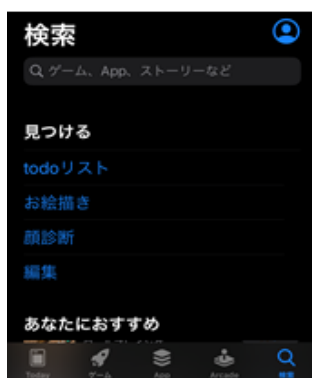 検索
ゲーム、App、ストーリーなど
見つける
todoリスト
お絵描き
顔診断
編集
あなたにおすすめ
Today
ゲーム
App
Arcade
検索